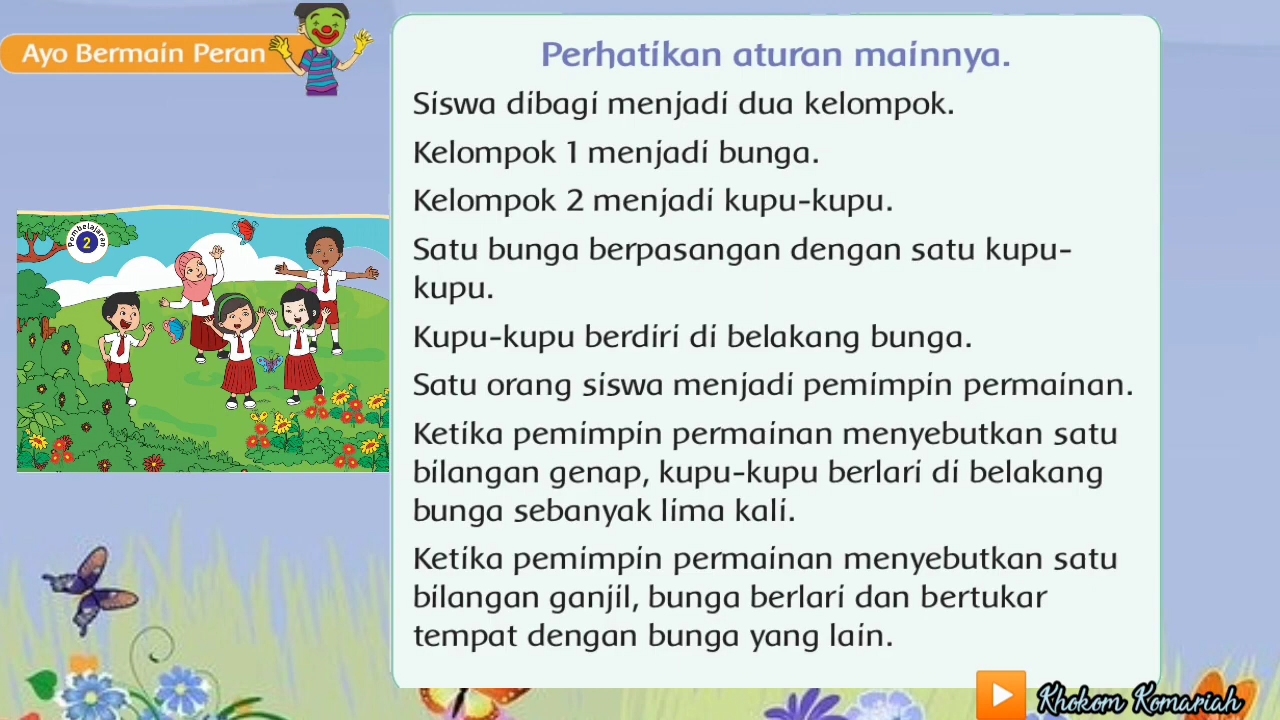 Ayo Bermain Peran
Perhatikan aturan mainnya.
Siswa dibagi menjadi dua kelompok.
Kelompok 1 menjadi bunga.
Kelompok 2 menjadi kupu-kupu.
Satu bunga berpasangan dengan satu kupu-
kupu.
Kupu-kupu berdiri di belakang bunga.
Satu orang siswa menjadi pemimpin permainan.
Ketika pemimpin permainan menyebutkan satu
bilangan genap, kupu-kupu berlari di belakang
bunga sebanyak lima kali.
Ketika pemimpin permainan menyebutkan satu
bilangan ganjil, bunga berlari dan bertukar
tempat dengan bunga yang lain.
Pembelajaran
2
Khokom Komariah